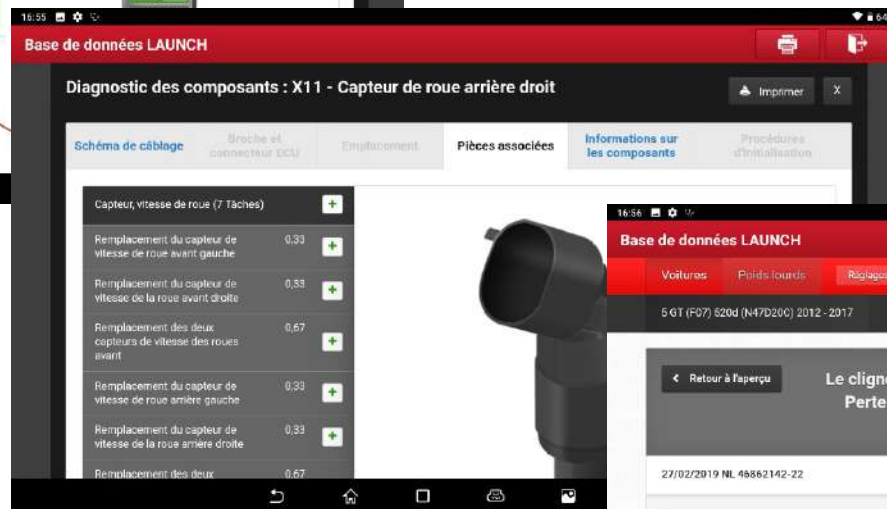 16:55
64
Base de données LAUNCH
Diagnostic des composants : X11 - Capteur de roue arrière droit
Imprimer
X
Schéma de câblage
Broche et
connecteur ECU
Emplacement
Pièces associées
Informations sur
les composants
Procédures
d'initialisation
Capteur, vitesse de roue (7 Tâches)
Remplacement du capteur de
vitesse de roue avant gauche
0,33
Remplacement du capteur de
vitesse de la roue avant droite
0,33
Remplacement des deux
capteurs de vitesse des roues
avant
0,67
Remplacement du capteur de
vitesse de roue arrière gauche
0,33
Remplacement du capteur de
vitesse de la roue arrière droite
0,33
Remplacement des deux
0,67
16:56
Base de données LAUNCH
Voitures
Poids lourds
Réglages
5 GT (F07) 520d (N47D20C) 2012 - 2017
Retour à l'aperçu
Le cligne
Perte
27/02/2019 NL 46862142-22